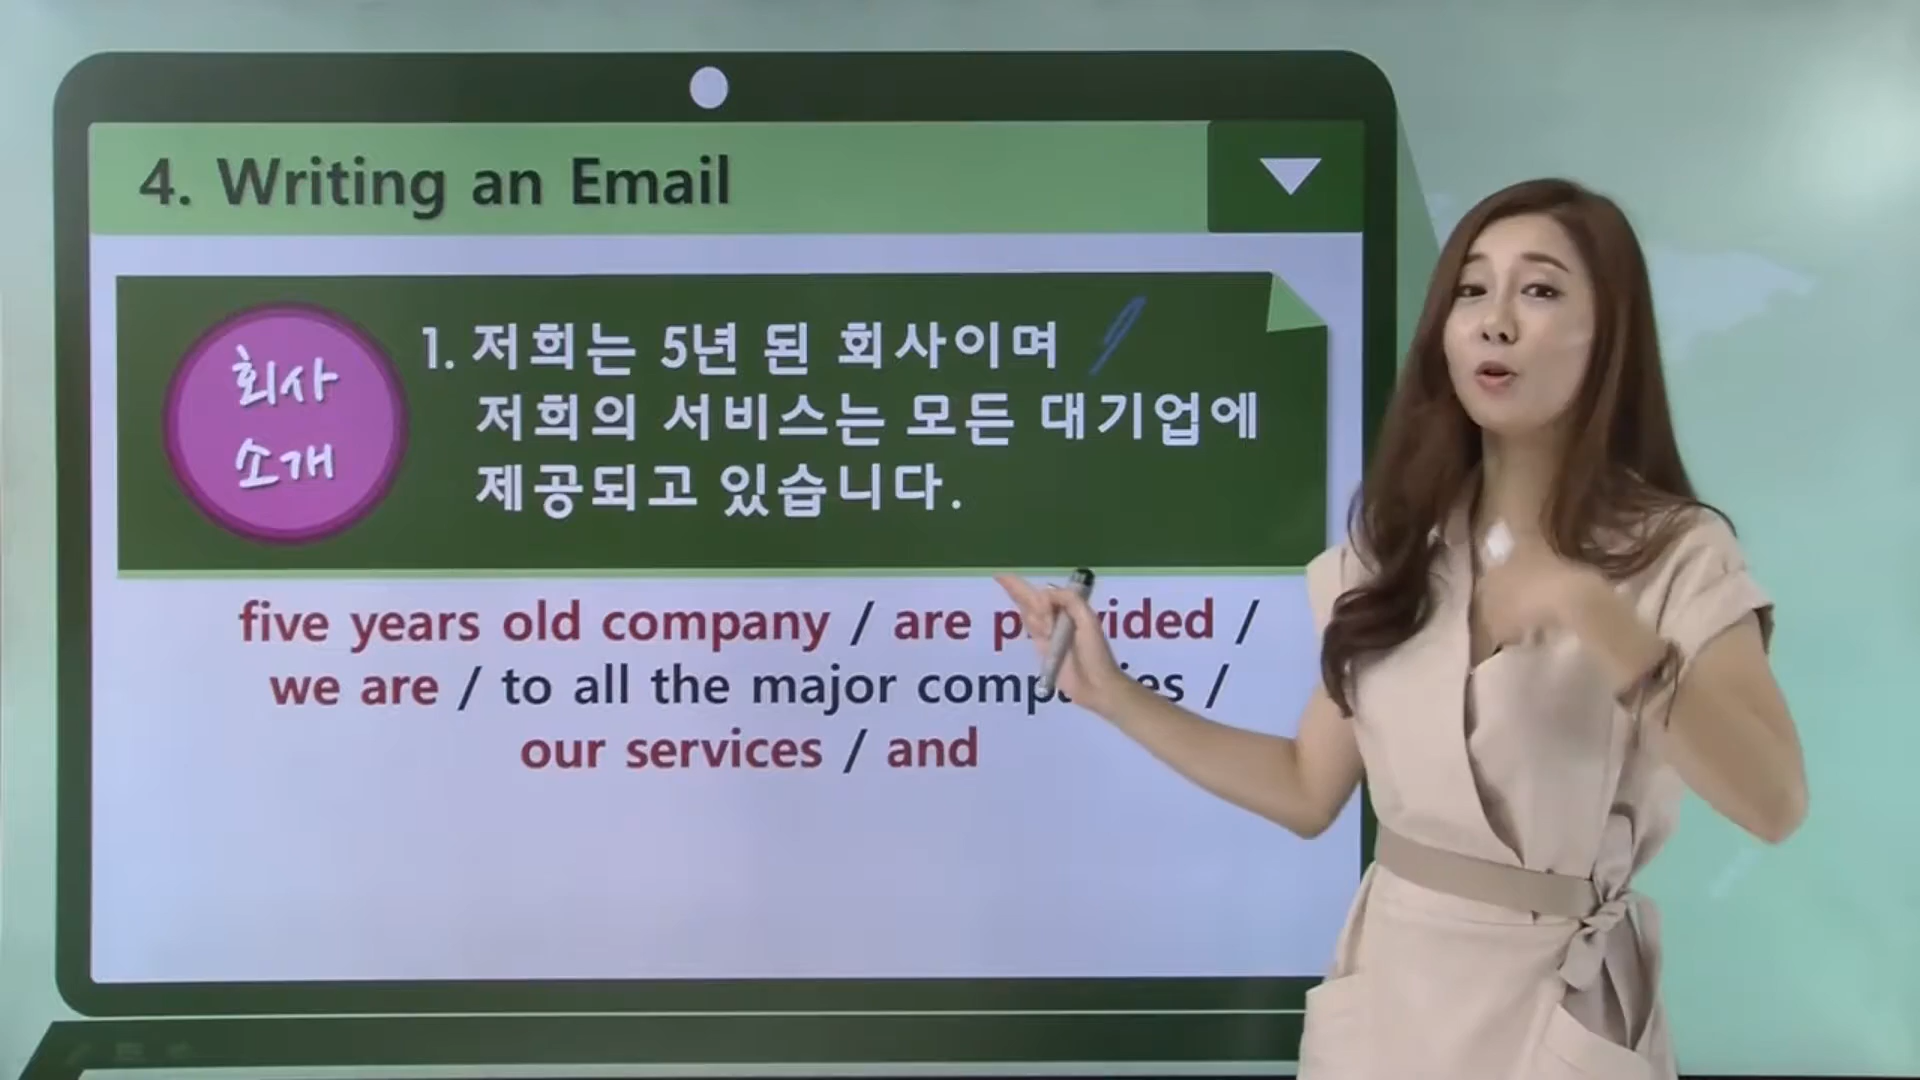 4. Writing an Email
회사
소개
1. 저희는 5년 된 회사이며
저희의 서비스는 모든 대기업에
제공되고 있습니다.
five years old company / are /
we are / to all the major /
our services / and